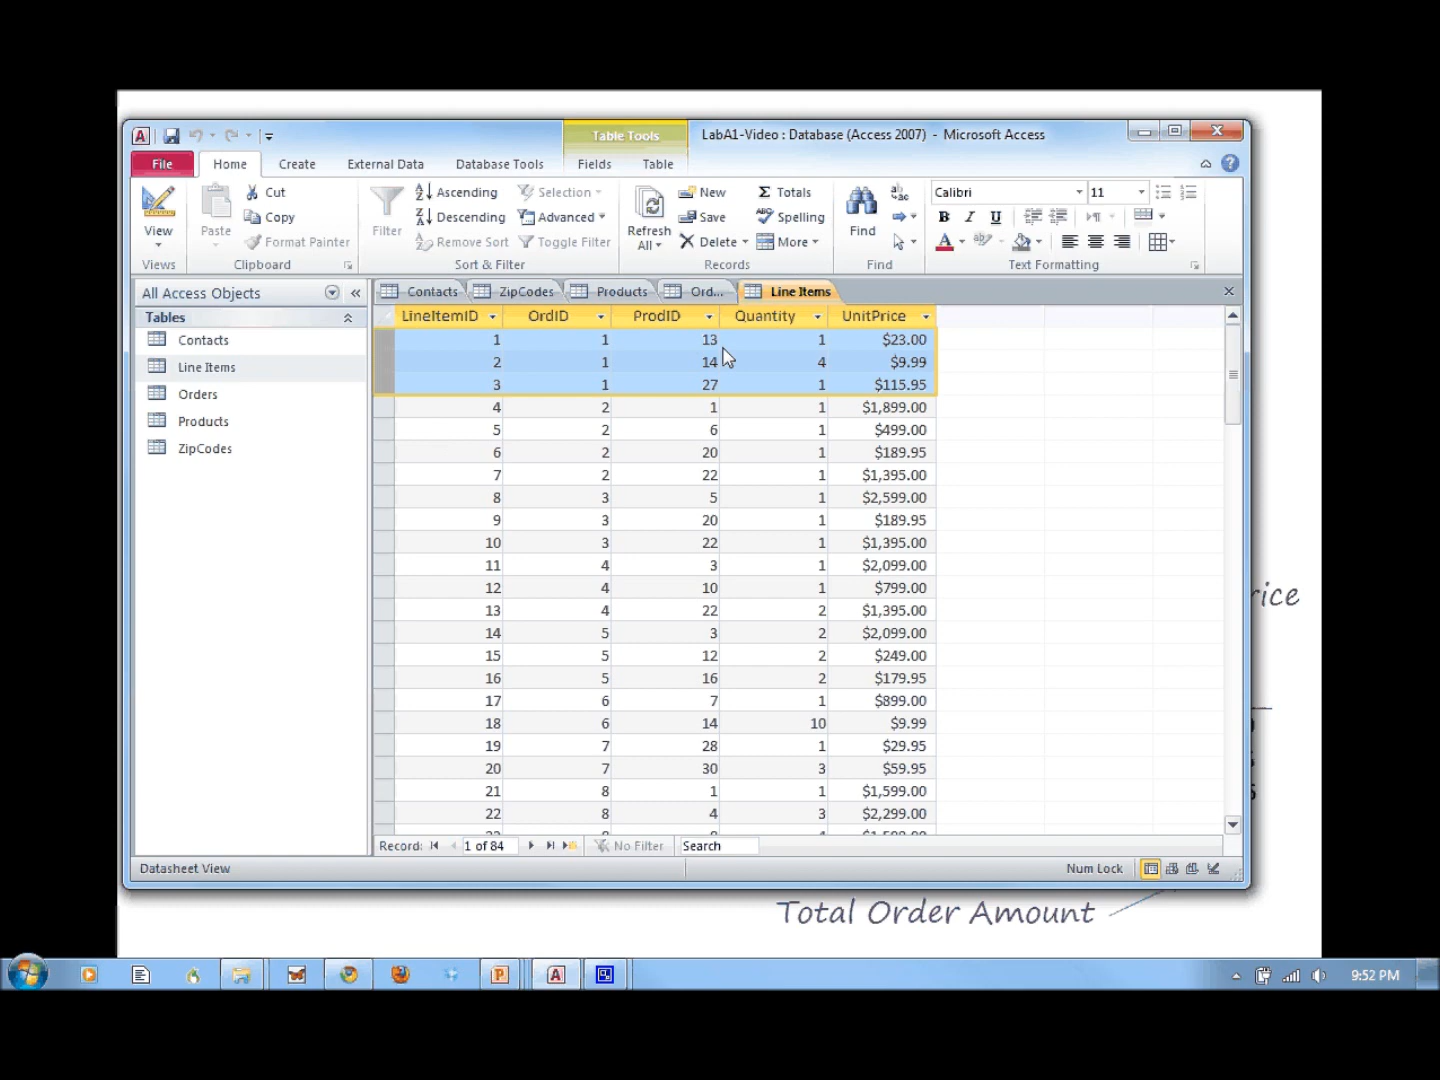 LabA1-Video : Database (Access 2007) - Microsoft Access
Table Tools
File Home Create External Data Database Tools Fields Table
View
Views
Paste
Cut
Copy
Format Painter
Clipboard
Filter
Ascending
Descending
Remove Sort
Selection
Advanced
Toggle Filter
Sort & Filter
Refresh
All
New
Save
Delete
Totals
Spelling
More
Records
Find
Find
Calibri 11
B I U
A
Text Formatting
All Access Objects
Tables
Contacts
Line Items
Orders
Products
ZipCodes
Contacts ZipCodes Products Ord... Line Items
LineItemID OrdID ProdID Quantity UnitPrice
1 1 13 1 $23.00
2 1 14 4 $9.99
3 1 27 1 $115.95
4 2 1 1 $1,899.00
5 2 6 1 $499.00
6 2 20 1 $189.95
7 2 22 1 $1,395.00
8 3 5 1 $2,599.00
9 3 20 1 $189.95
10 3 22 1 $1,395.00
11 4 3 1 $2,099.00
12 4 10 1 $799.00
13 4 22 2 $1,395.00
14 5 3 2 $2,099.00
15 5 12 2 $249.00
16 5 16 2 $179.95
17 6 7 1 $899.00
18 6 14 10 $9.99
19 7 28 1 $29.95
20 7 30 3 $59.95
21 8 1 1 $1,599.00
22 8 4 3 $2,299.00
Record: 1 of 84 No Filter Search
Datasheet View
Num Lock
rice
Total Order Amount
9:52 PM